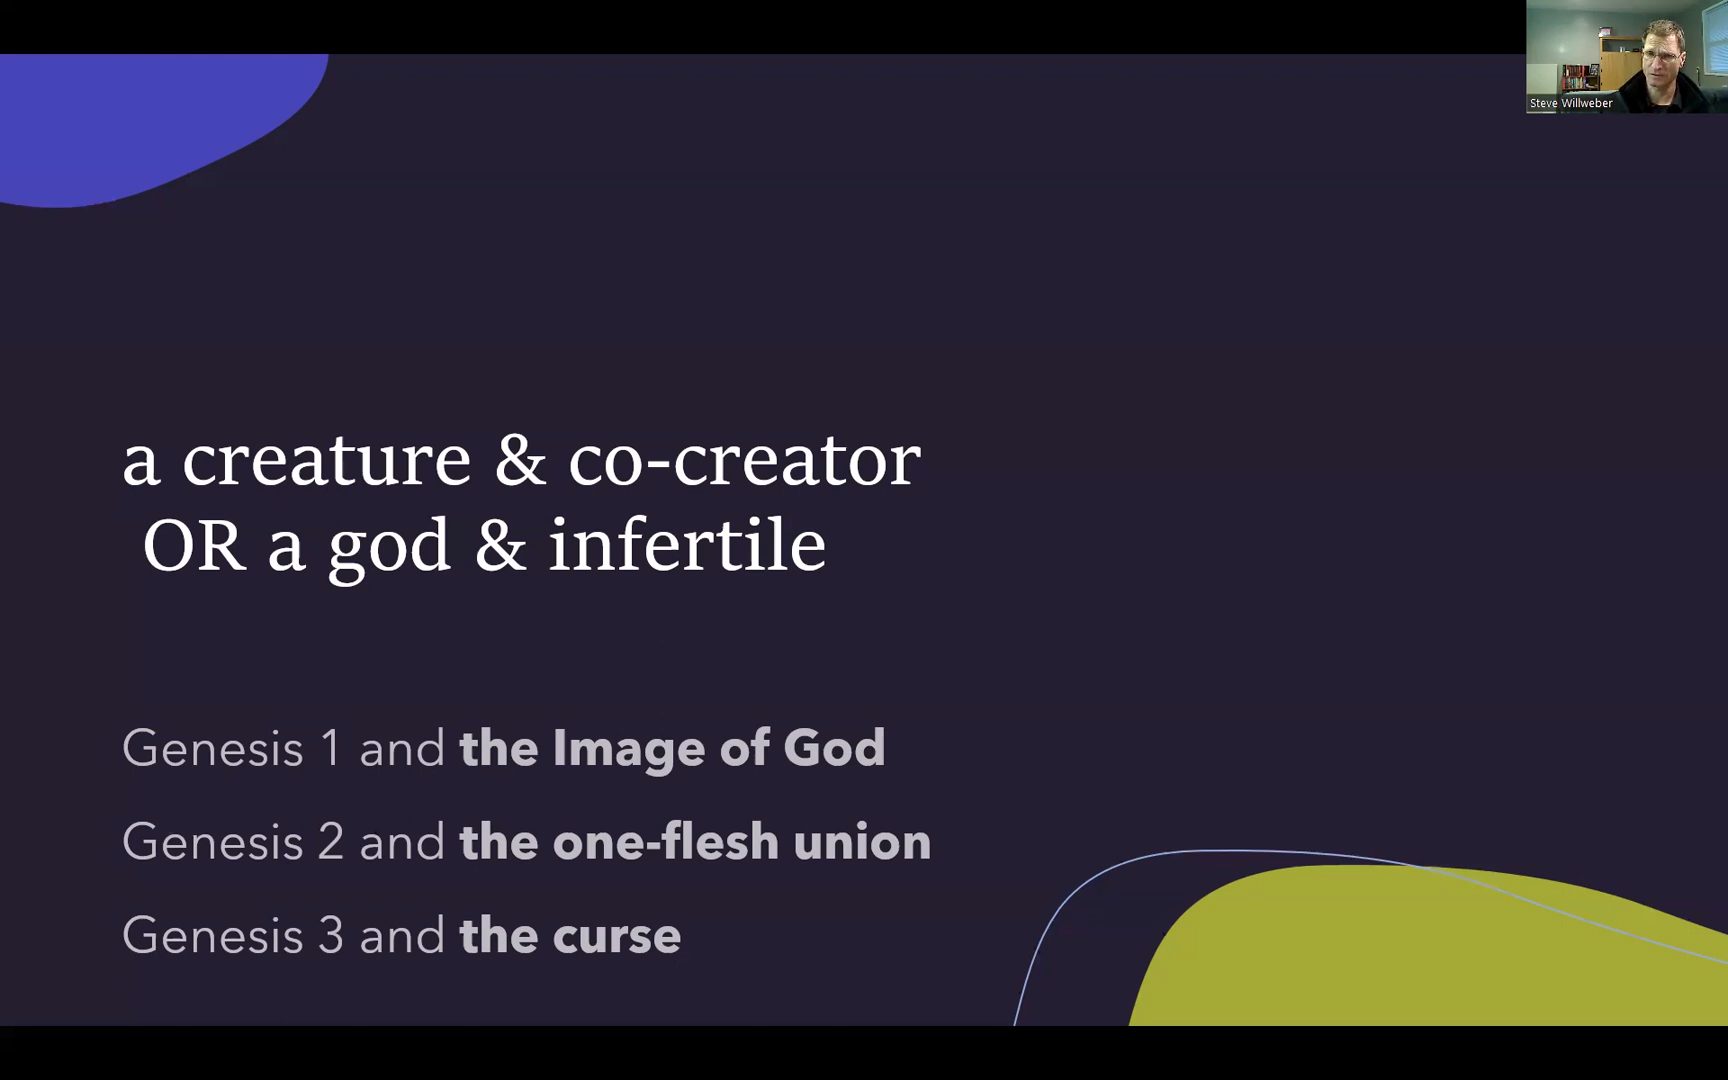 Steve Willweber
a creature & co-creator
OR a god & infertile
Genesis 1 and the Image of God
Genesis 2 and the one-flesh union
Genesis 3 and the curse